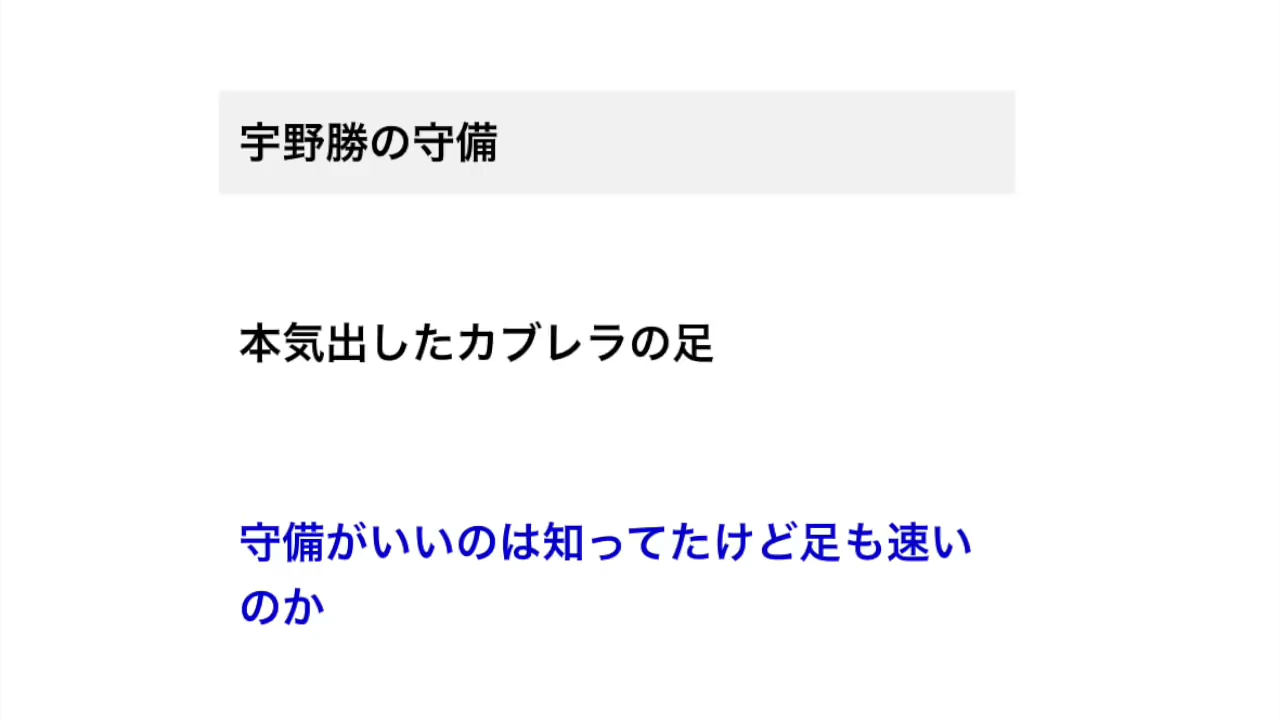 宇野勝の守備
本気出したカブレラの足
守備がいいのは知ってたけど足も速い
のか